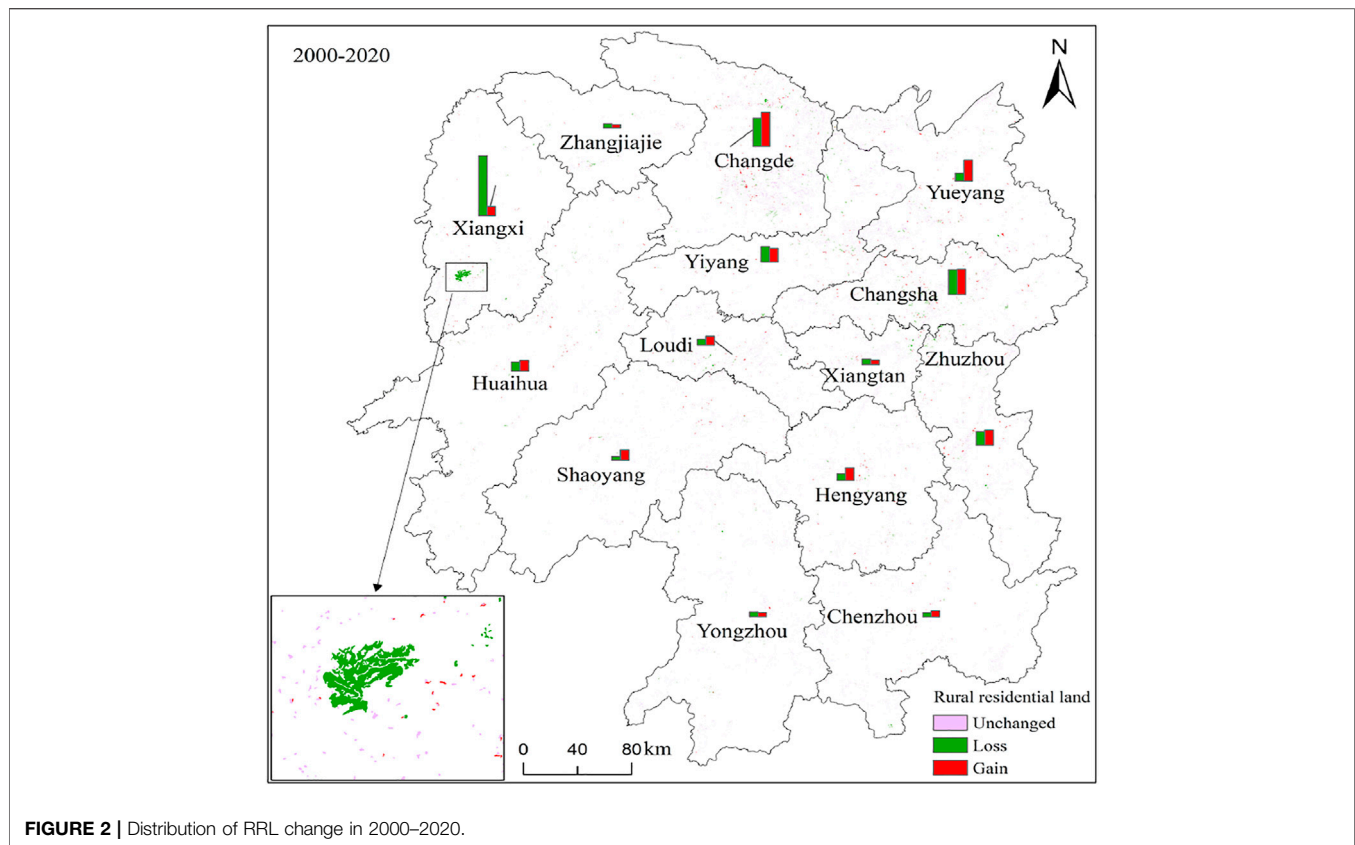 2000-2020
N
Zhangjiajie
Changde
Yueyang
Xiangxi
Yiyang
Changsha
Loudi
Zhuzhou
Xiangtan
Huaihua
Shaoyang
Hengyang
Yongzhou
Chenzhou
Rural residential land
Unchanged
Loss
Gain
0 40 80 km
FIGURE 2 | Distribution of RRL change in 2000–2020.